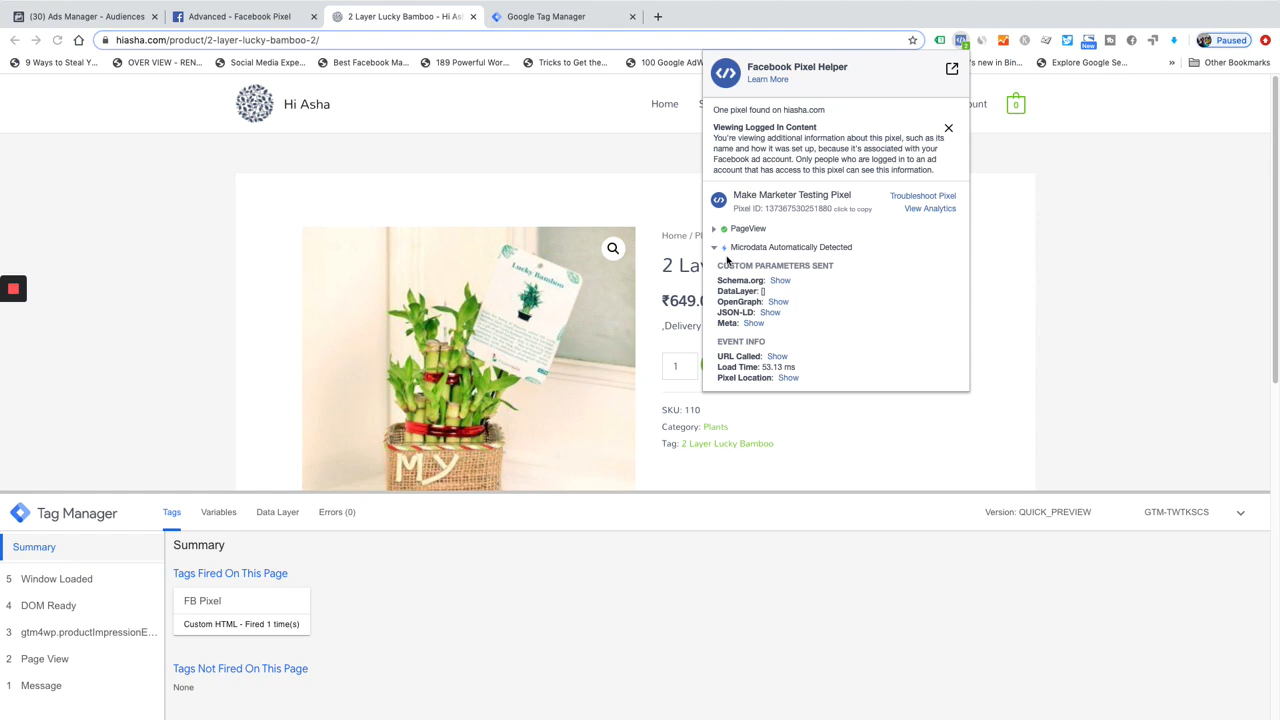 (30) Ads Manager - Audiences
Advanced - Facebook Pixel
2 Layer Lucky Bamboo - Hi As
Google Tag Manager
hiasha.com/product/2-layer-lucky-bamboo-2/
2
New
Paused
9 Ways to Steal Y...
OVER VIEW - REN...
Social Media Expe...
Best Facebook Ma...
189 Powerful Wor...
Tricks to Get the...
100 Google AdW
's new in Bin...
Explore Google Se...
»
Other Bookmarks
Facebook Pixel Helper
Learn More
Hi Asha
Home
S
ount
0
One pixel found on hiasha.com
Viewing Logged In Content
You're viewing additional information about this pixel, such as its
name and how it was set up, because it's associated with your
Facebook ad account. Only people who are logged in to an ad
account that has access to this pixel can see this information.
Make Marketer Testing Pixel
Troubleshoot Pixel
Pixel ID: 137367530251880 click to copy
View Analytics
PageView
Microdata Automatically Detected
CUSTOM PARAMETERS SENT
Schema.org: Show
DataLayer: []
OpenGraph: Show
JSON-LD: Show
Meta: Show
EVENT INFO
URL Called: Show
Load Time: 53.13 ms
Pixel Location: Show
Home / Pl
2 La
₹649.0
,Delivery
1
SKU: 110
Category: Plants
Tag: 2 Layer Lucky Bamboo
Lucky Bamboo
MY
Tag Manager
Tags
Variables
Data Layer
Errors (0)
Version: QUICK_PREVIEW
GTM-TWTKSCS
Summary
5 Window Loaded
4 DOM Ready
3 gtm4wp.productImpressionE...
2 Page View
1 Message
Summary
Tags Fired On This Page
FB Pixel
Custom HTML - Fired 1 time(s)
Tags Not Fired On This Page
None